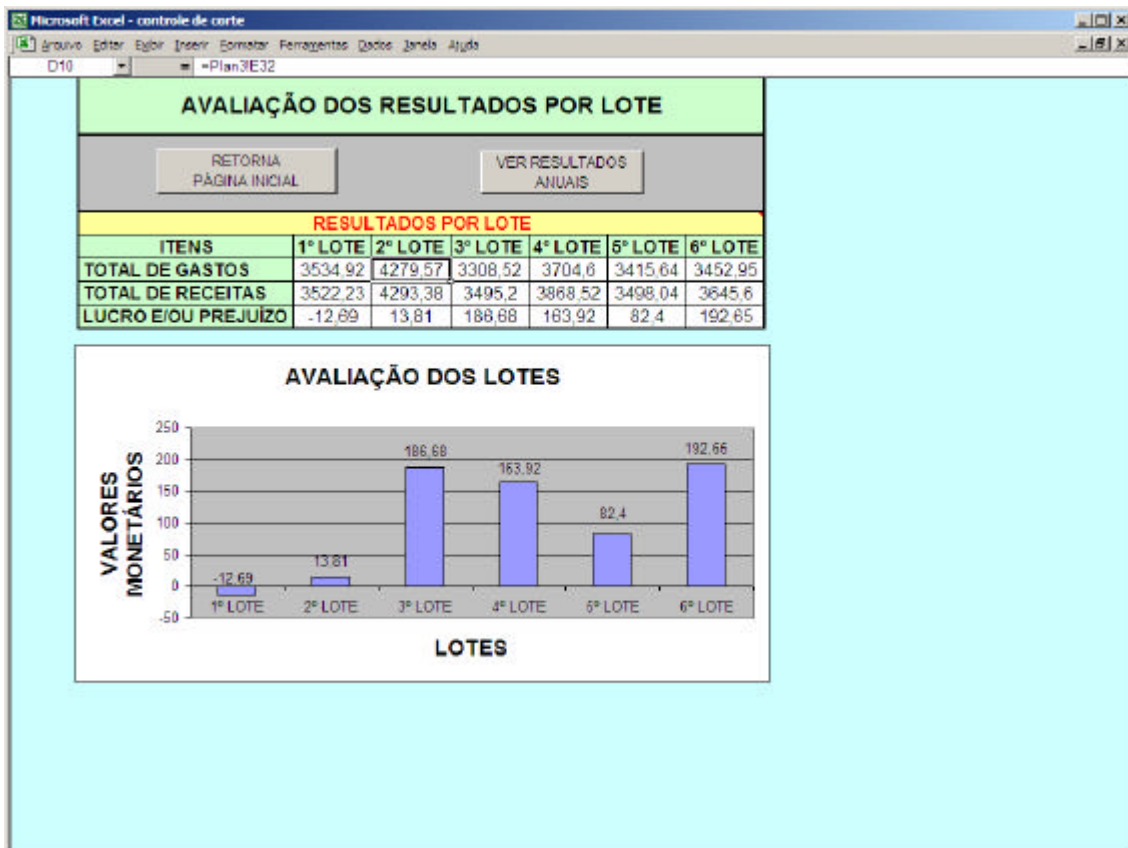 Microsoft Excel - controle de corte
Arquivo Editar Exibir Inserir Formatar Ferramentas Dados Janela Ajuda
D10 = =Plan3!E32
AVALIAÇÃO DOS RESULTADOS POR LOTE
RETORNA
PÁGINA INICIAL
VER RESULTADOS
ANUAIS
RESULTADOS POR LOTE
ITENS 1º LOTE 2º LOTE 3º LOTE 4º LOTE 5º LOTE 6º LOTE
TOTAL DE GASTOS 3534,92 4279,57 3308,52 3704,6 3415,64 3452,95
TOTAL DE RECEITAS 3522,23 4293,38 3495,2 3868,52 3498,04 3645,6
LUCRO E/OU PREJUÍZO -12,69 13,81 186,68 163,92 82,4 192,65
AVALIAÇÃO DOS LOTES
VALORES
MONETÁRIOS
250
200
150
100
50
0
-50
-12,69
13,81
186,68
163,92
82,4
192,65
1º LOTE 2º LOTE 3º LOTE 4º LOTE 5º LOTE 6º LOTE
LOTES